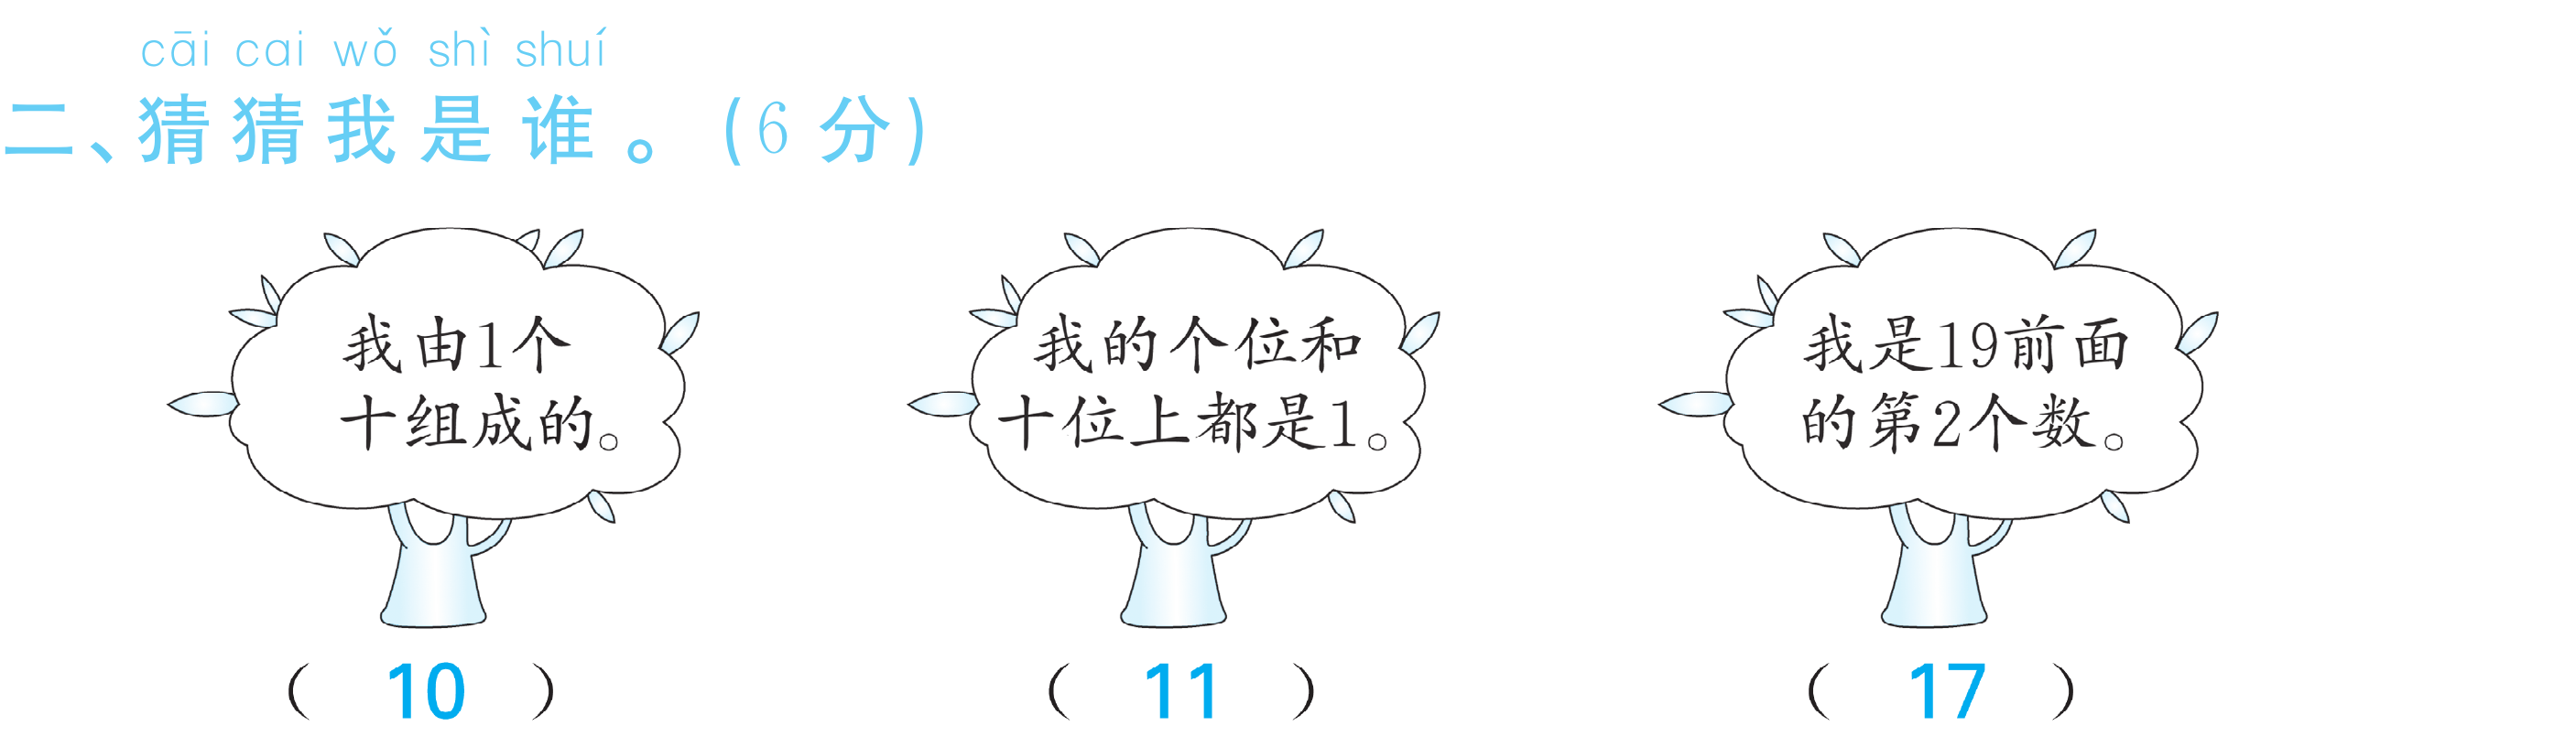 cāi cai wǒ shì shuí
二、猜猜我是谁。(6 分)
我由1个
十组成的。
我的个位和
十位上都是1。
我是19前面
的第2个数。
( 10 )
( 11 )
( 17 )